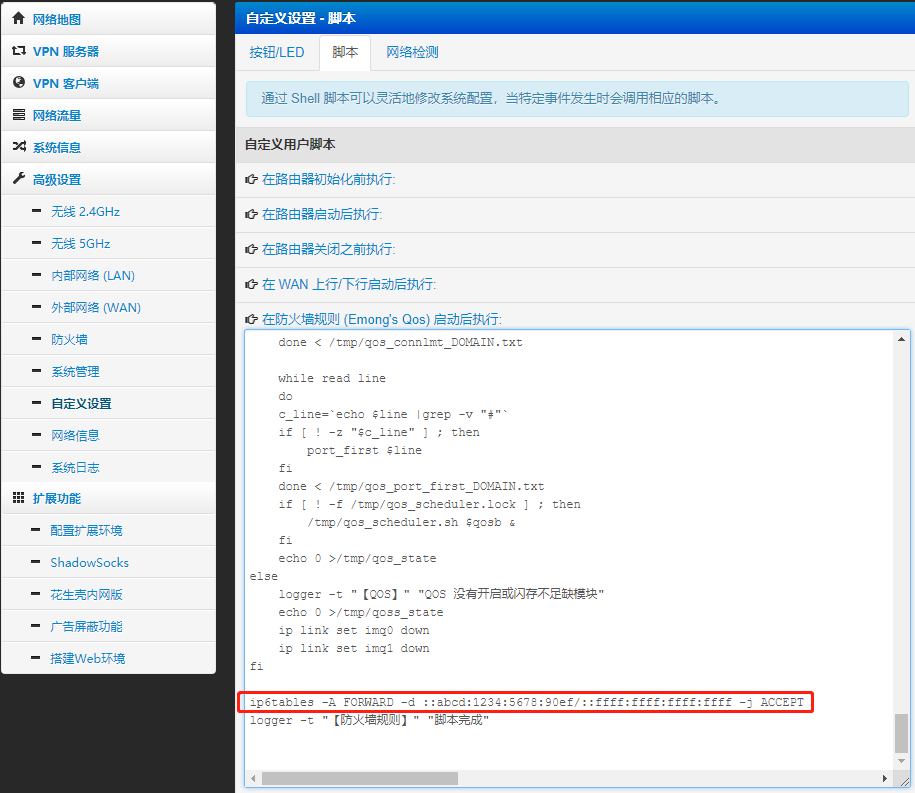 网络地图
VPN 服务器
VPN 客户端
网络流量
系统信息
高级设置
无线 2.4GHz
无线 5GHz
内部网络 (LAN)
外部网络 (WAN)
防火墙
系统管理
自定义设置
网络信息
系统日志
扩展功能
配置扩展环境
ShadowSocks
花生壳内网版
广告屏蔽功能
搭建Web环境
自定义设置 - 脚本
按钮/LED
脚本
网络检测
通过 Shell 脚本可以灵活地修改系统配置，当特定事件发生时会调用相应的脚本。
自定义用户脚本
在路由器初始化前执行:
在路由器启动后执行:
在路由器关闭之前执行:
在 WAN 上行/下行启动后执行:
在防火墙规则 (Emong's Qos) 启动后执行:
done < /tmp/qos_connlmt_DOMAIN.txt
while read line
do
c_line=`echo $line |grep -v "#"`
if [ ! -z "$c_line" ] ; then
port_first $line
fi
done < /tmp/qos_port_first_DOMAIN.txt
if [ ! -f /tmp/qos_scheduler.lock ] ; then
/tmp/qos_scheduler.sh $qosb &
fi
echo 0 >/tmp/qos_state
else
logger -t "【QOS】" "QOS 没有开启或闪存不足缺模块"
echo 0 >/tmp/qoss_state
ip link set imq0 down
ip link set imq1 down
fi
ip6tables -A FORWARD -d ::abcd:1234:5678:90ef/::ffff:ffff:ffff:ffff -j ACCEPT
logger -t "【防火墙规则】" "脚本完成"